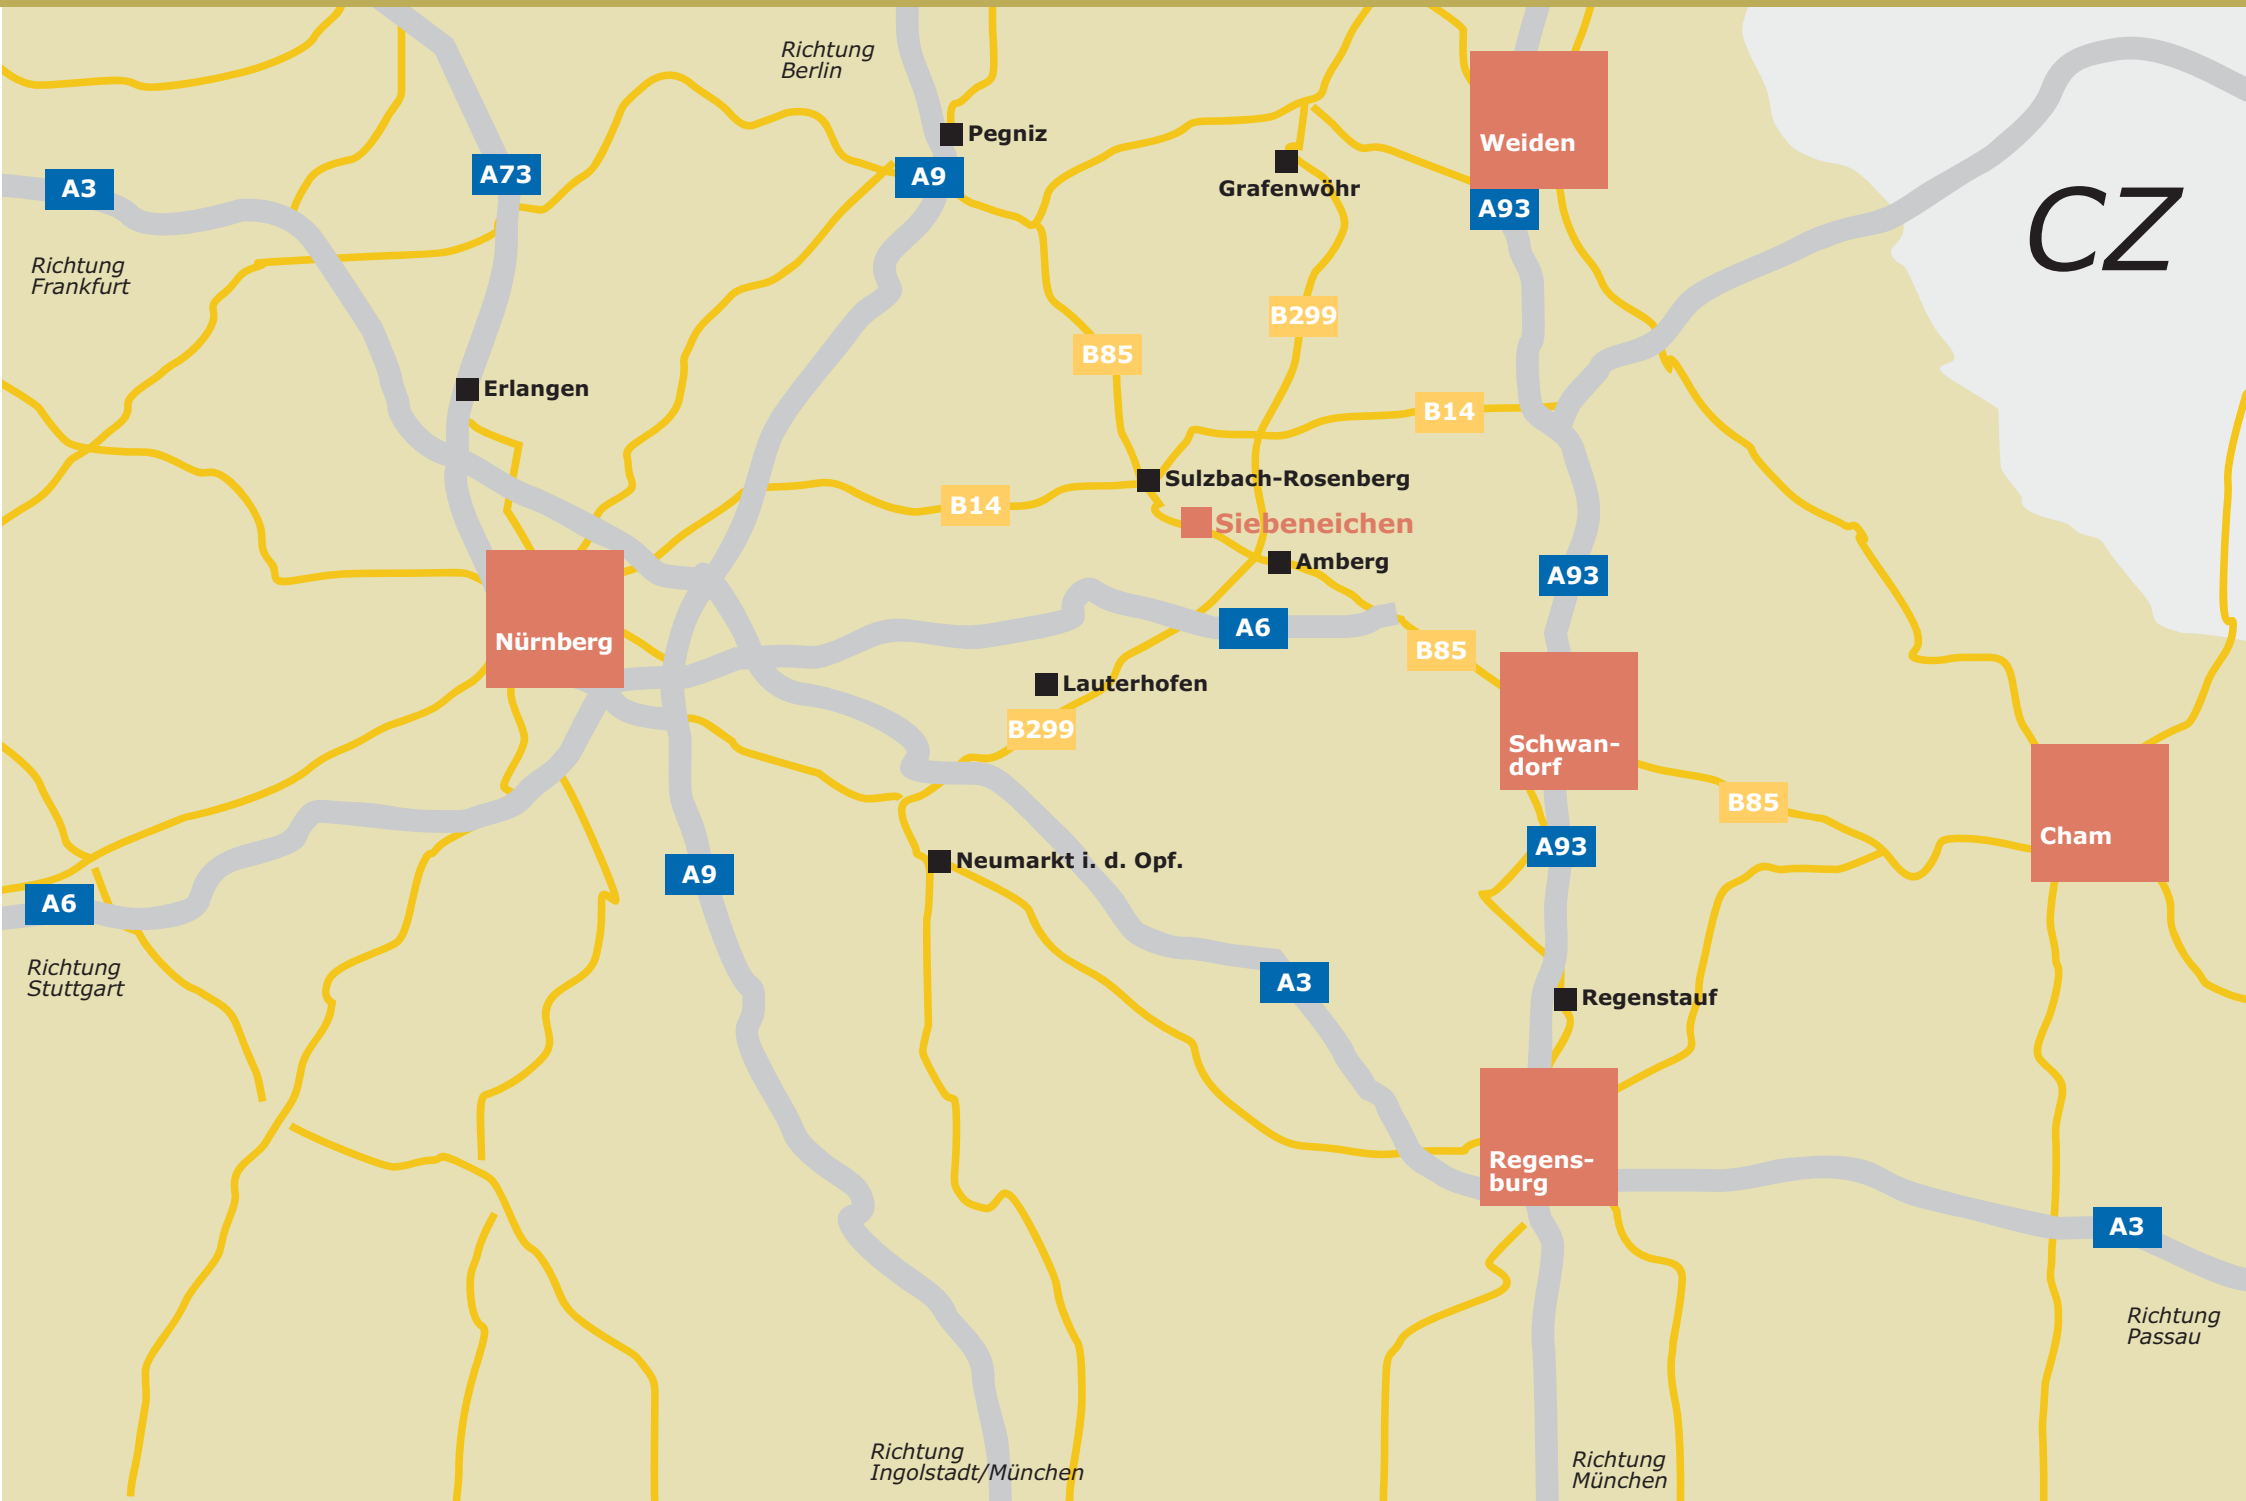 Richtung
Berlin
Pegniz
Weiden
A3
A73
A9
Grafenwöhr
A93
CZ
Richtung
Frankfurt
B299
B85
Erlangen
B14
Sulzbach-Rosenberg
B14
Siebeneichen
Amberg
A93
Nürnberg
A6
B85
Lauterhofen
B299
Schwan-
dorf
B85
Cham
A93
Neumarkt i. d. Opf.
A9
A6
Richtung
Stuttgart
A3
Regenstauf
Regens-
burg
A3
Richtung
Passau
Richtung
Ingolstadt/München
Richtung
München